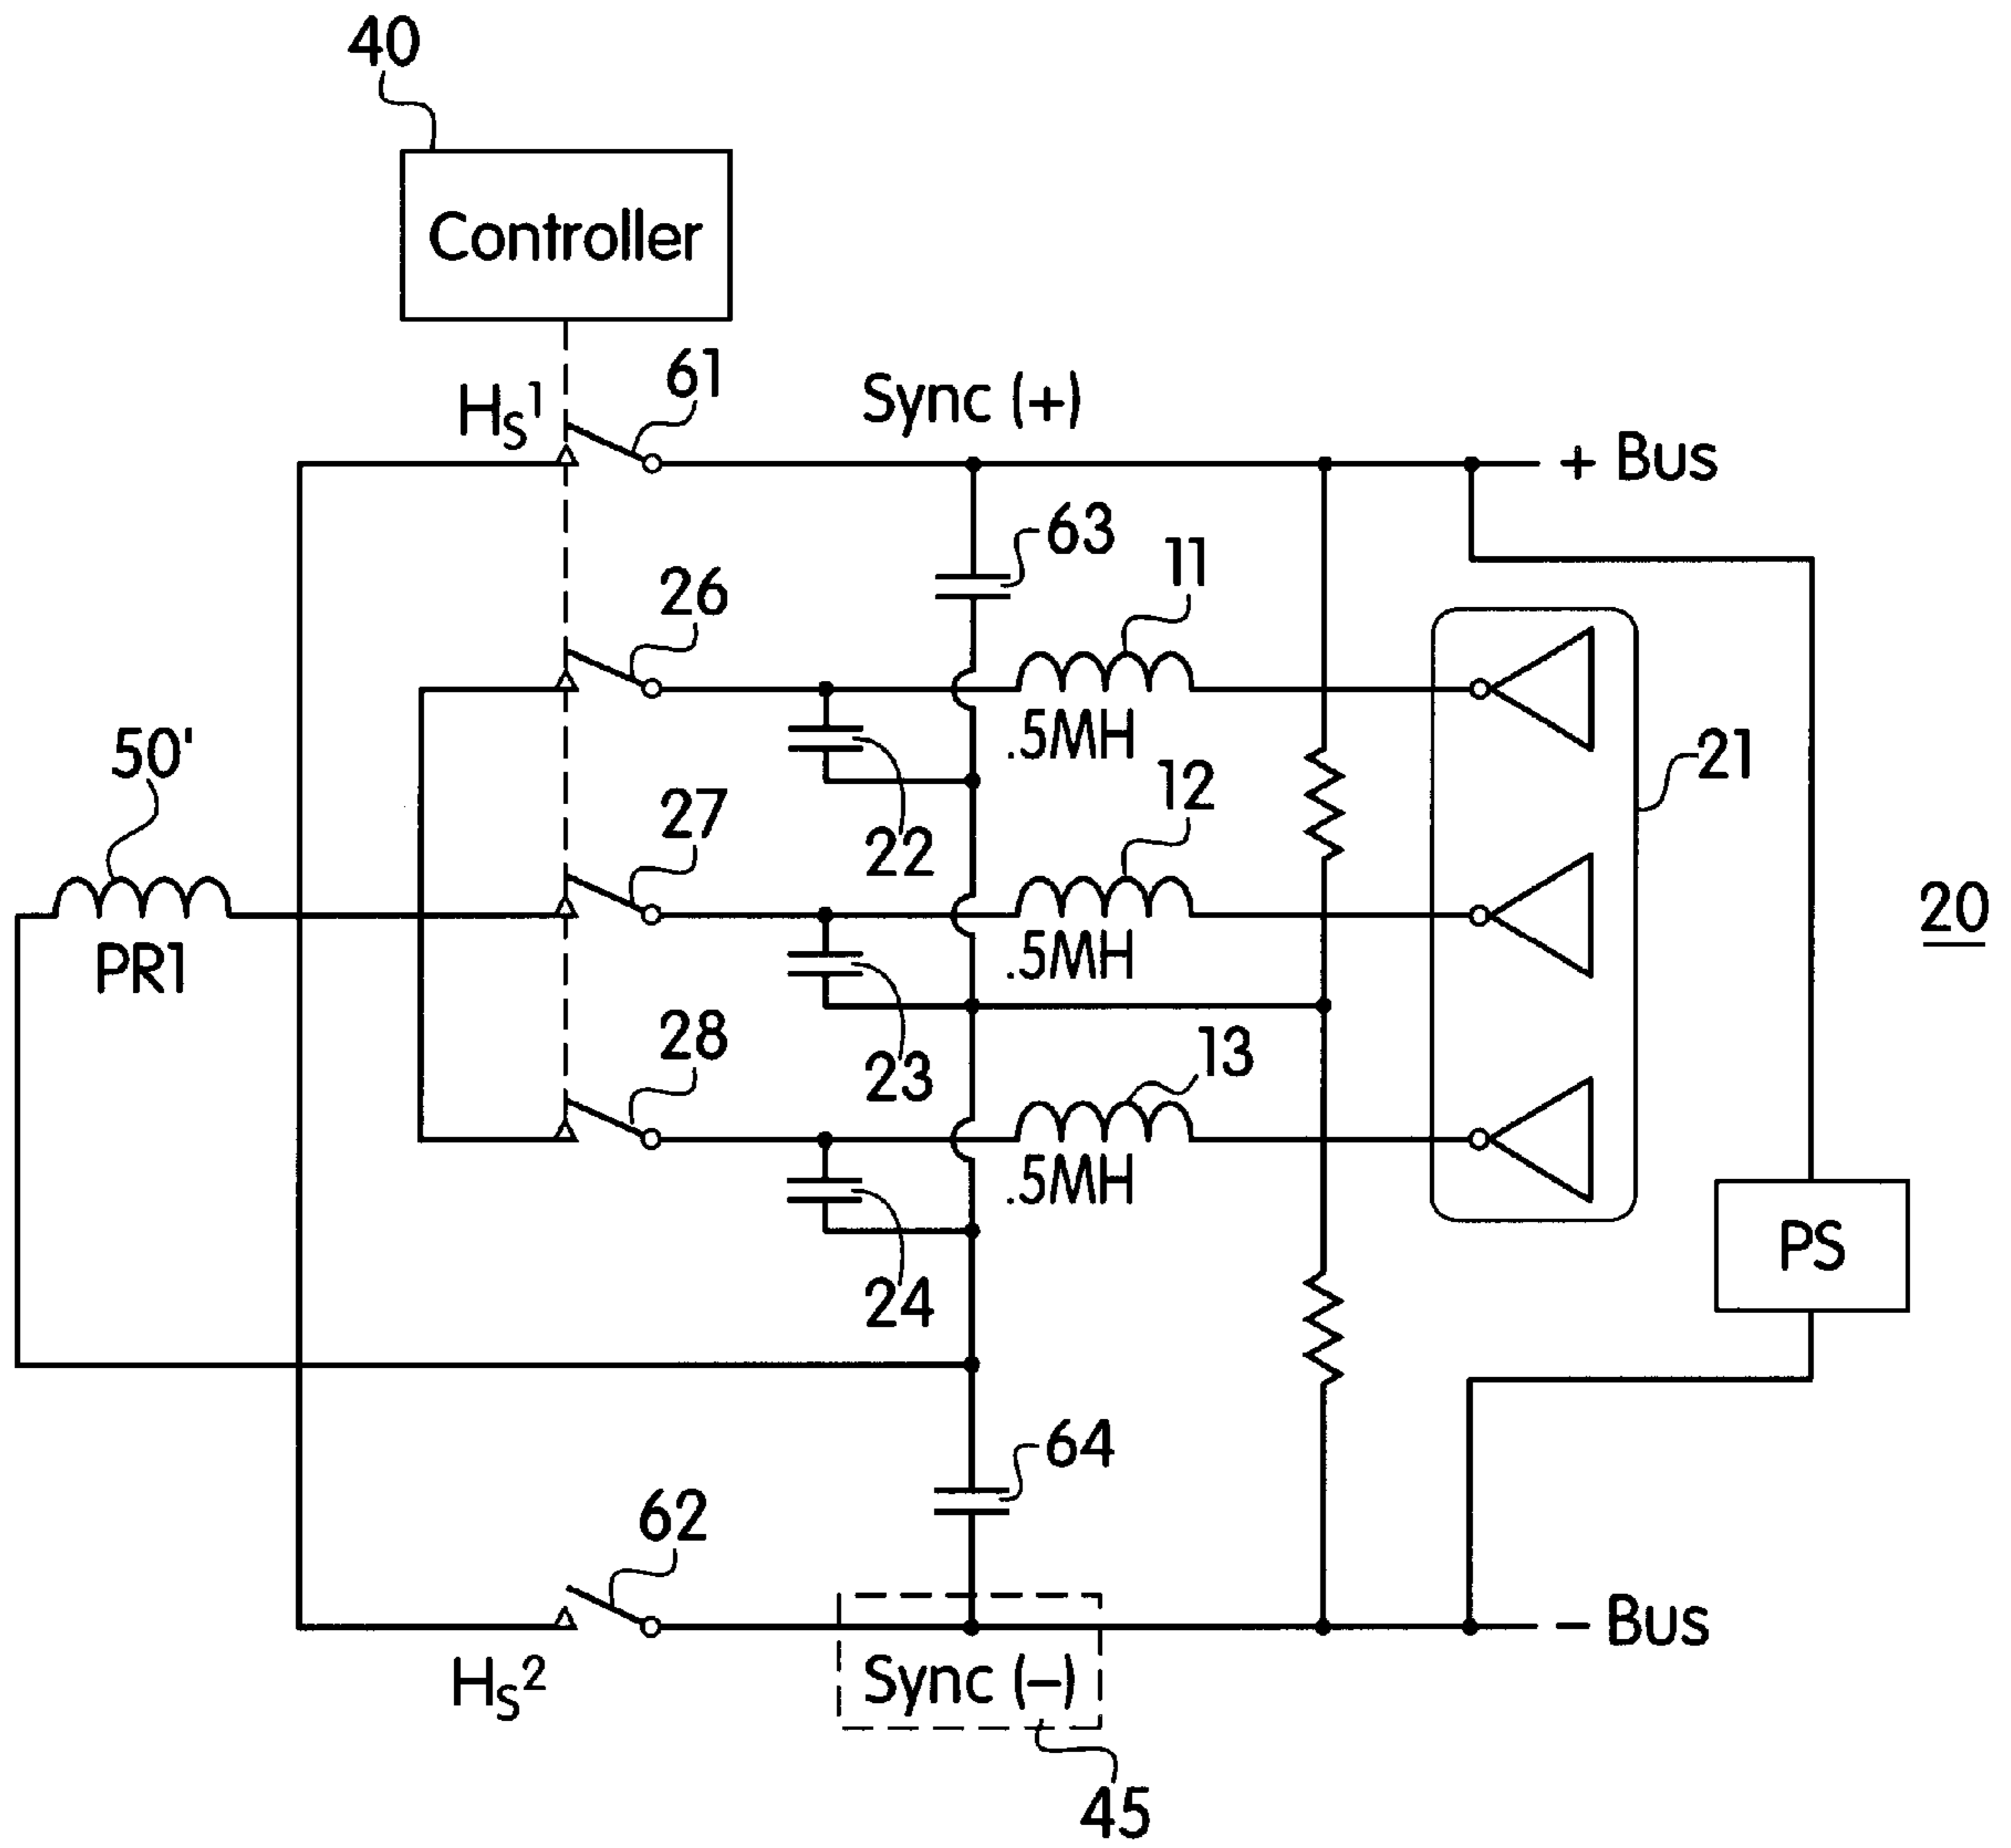 40
Controller
61
Hs¹
Sync (+)
+ Bus
63
11
26
.5MH
50'
21
12
27
22
20
PR1
.5MH
28
13
23
.5MH
PS
24
64
62
- Bus
Hs²
Sync (-)
45